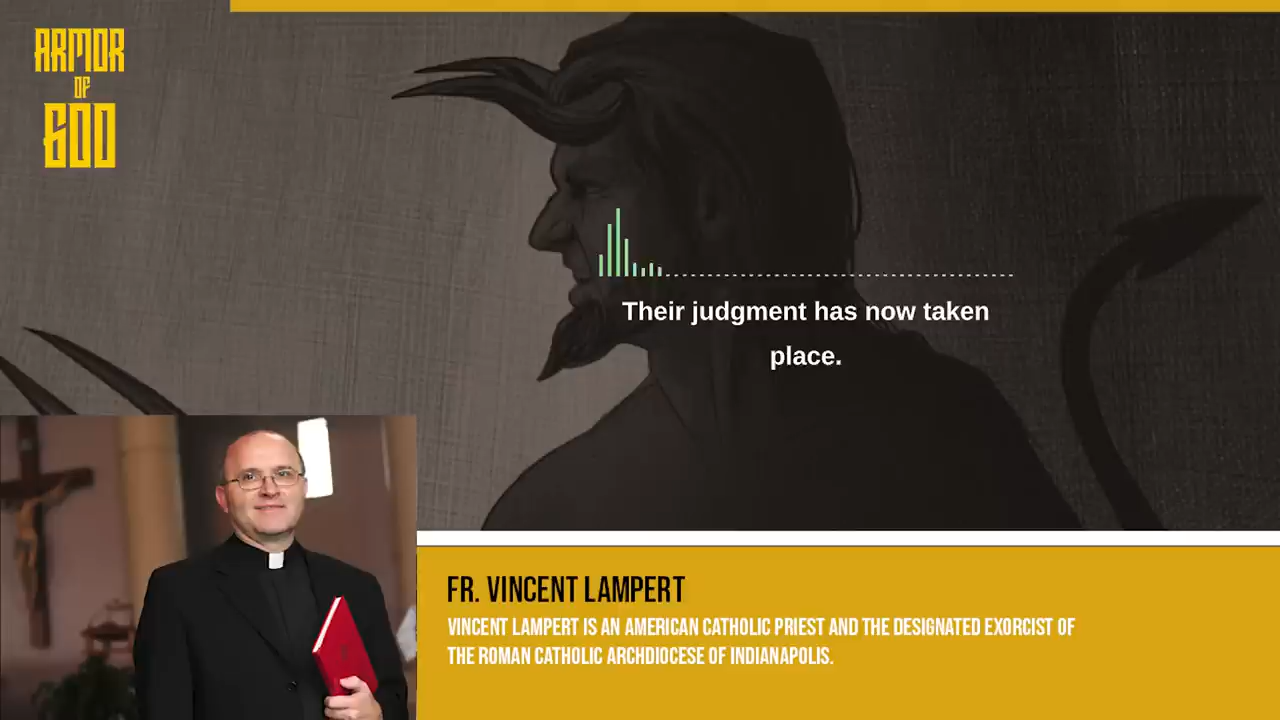 ARMOR
OF
GOD
Their judgment has now taken
place.
FR. VINCENT LAMPERT
VINCENT LAMPERT IS AN AMERICAN CATHOLIC PRIEST AND THE DESIGNATED EXORCIST OF
THE ROMAN CATHOLIC ARCHDIOCESE OF INDIANAPOLIS.